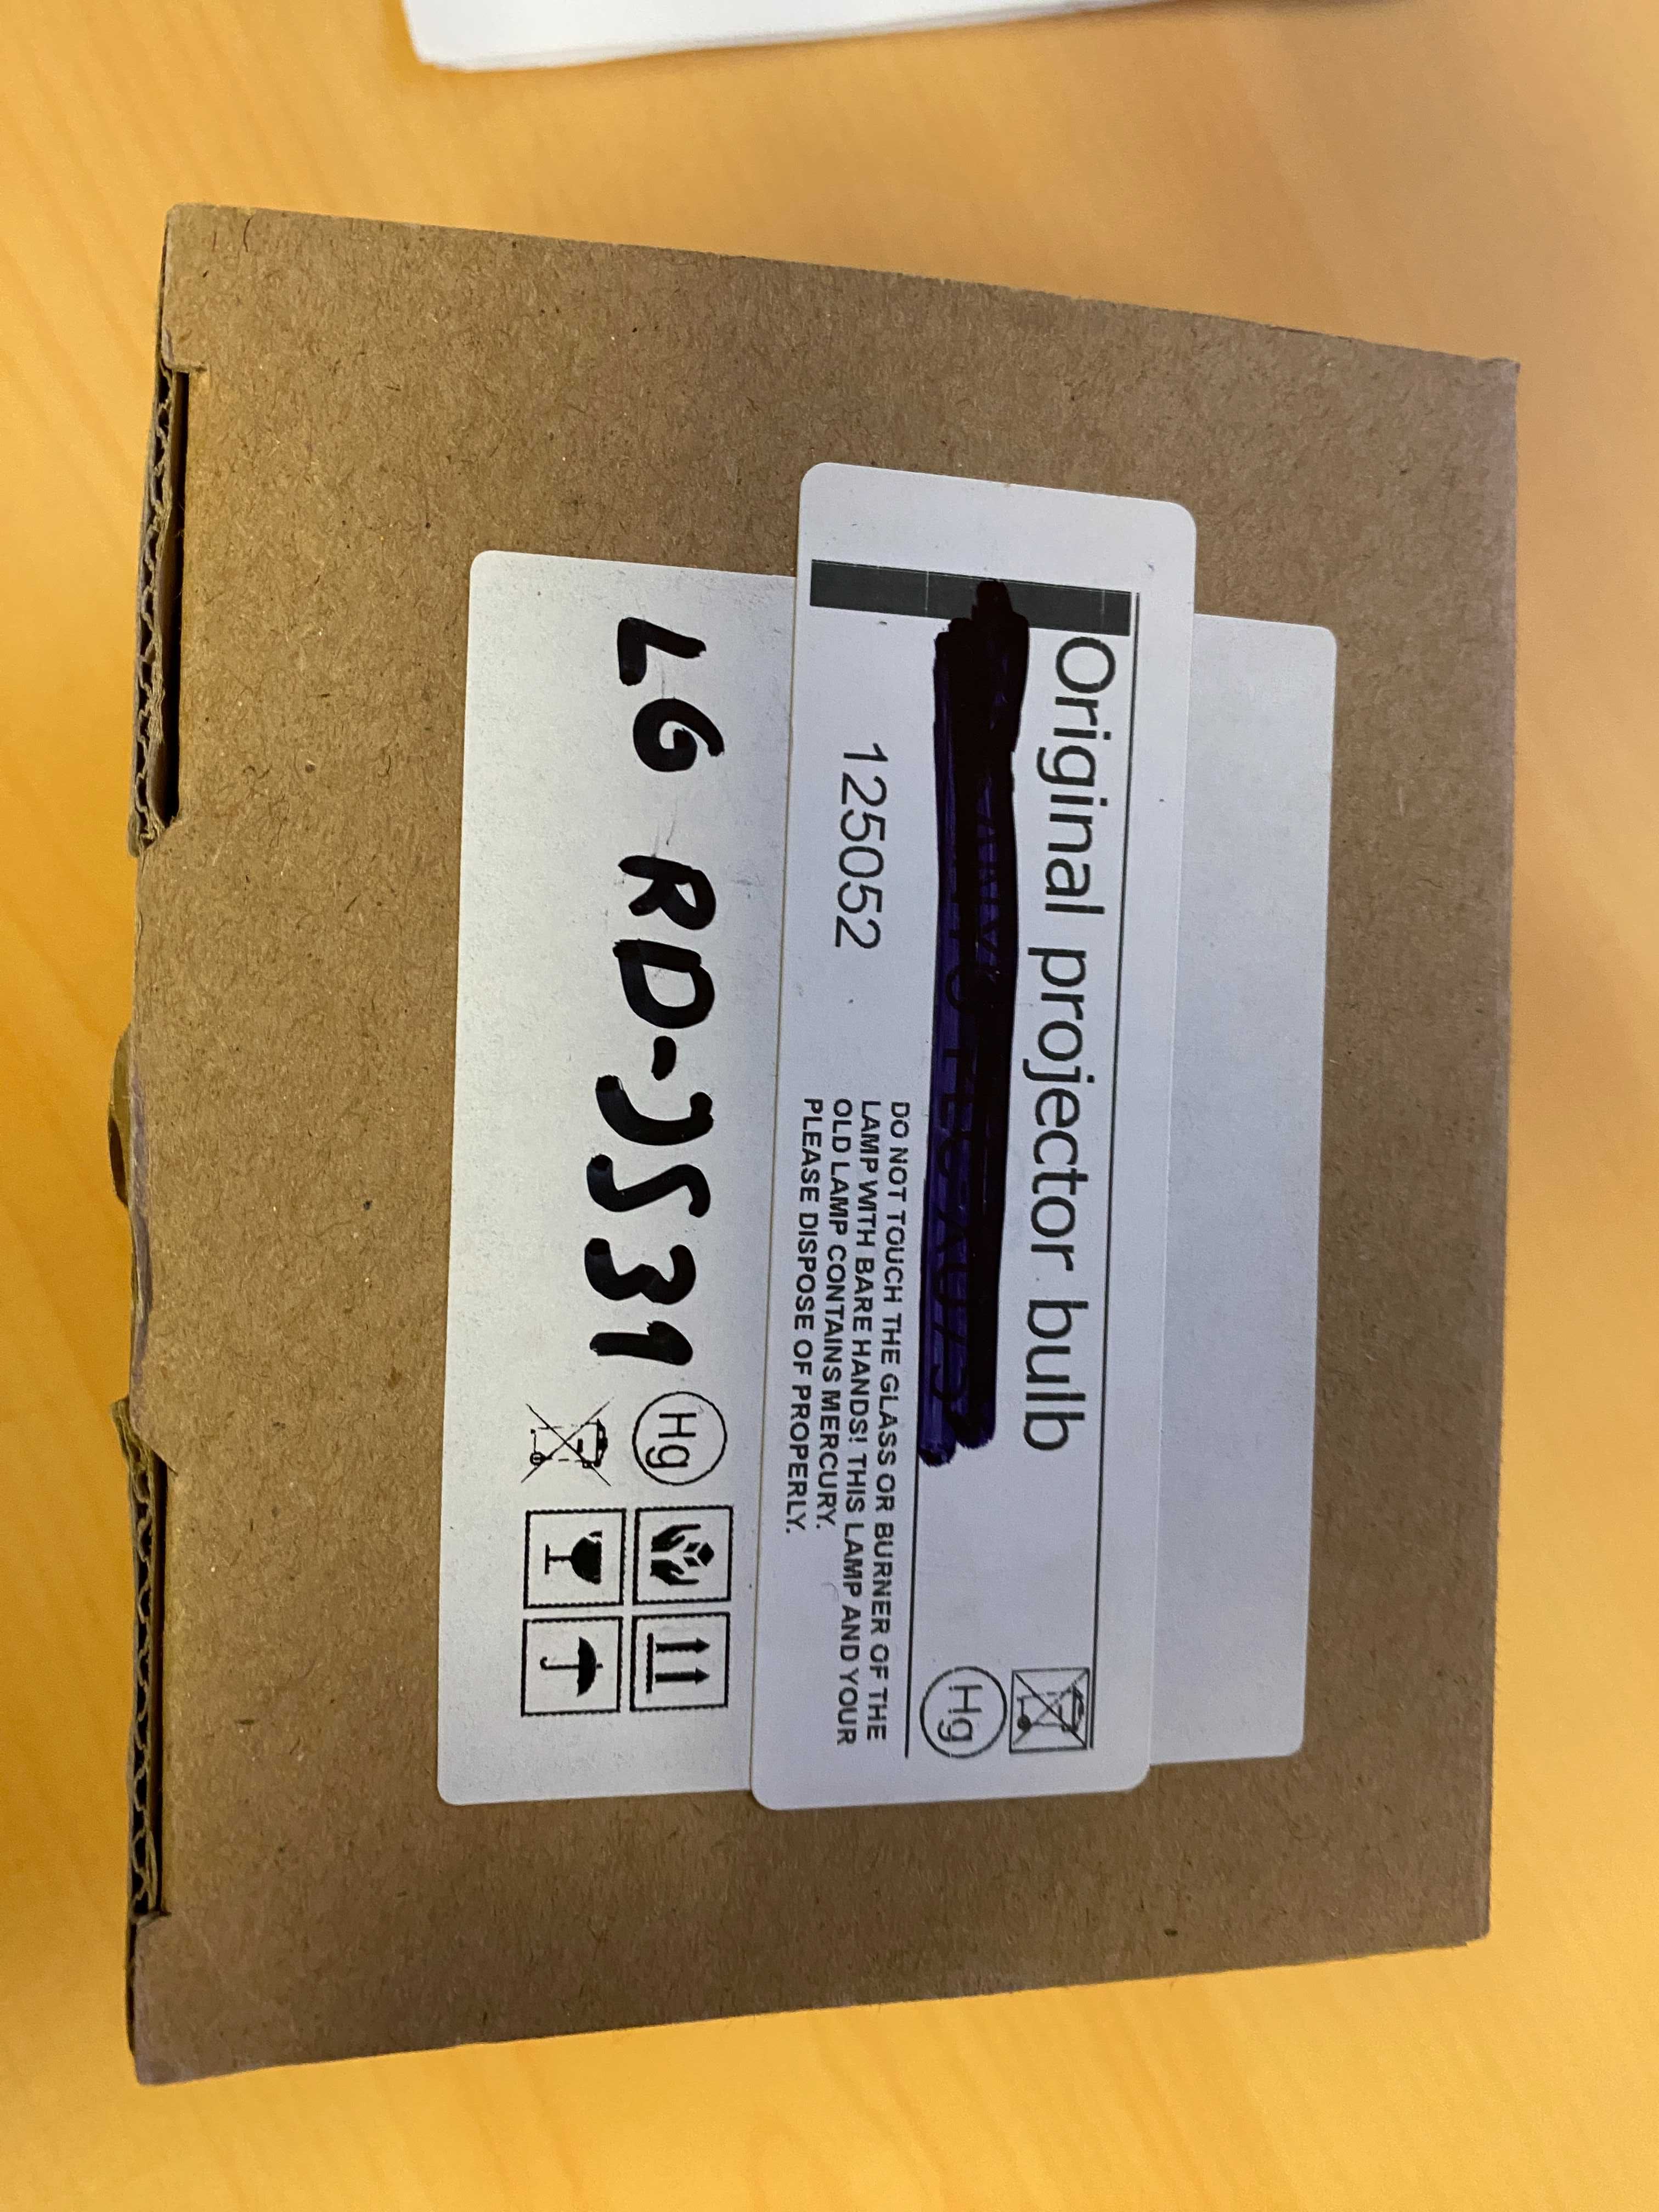 Original projector bulb
125052
DO NOT TOUCH THE GLASS OR BURNER OF THE
LAMP WITH BARE HANDS! THIS LAMP AND YOUR
OLD LAMP CONTAINS MERCURY.
PLEASE DISPOSE OF PROPERLY.
Hg
LG RD-JS31
Hg